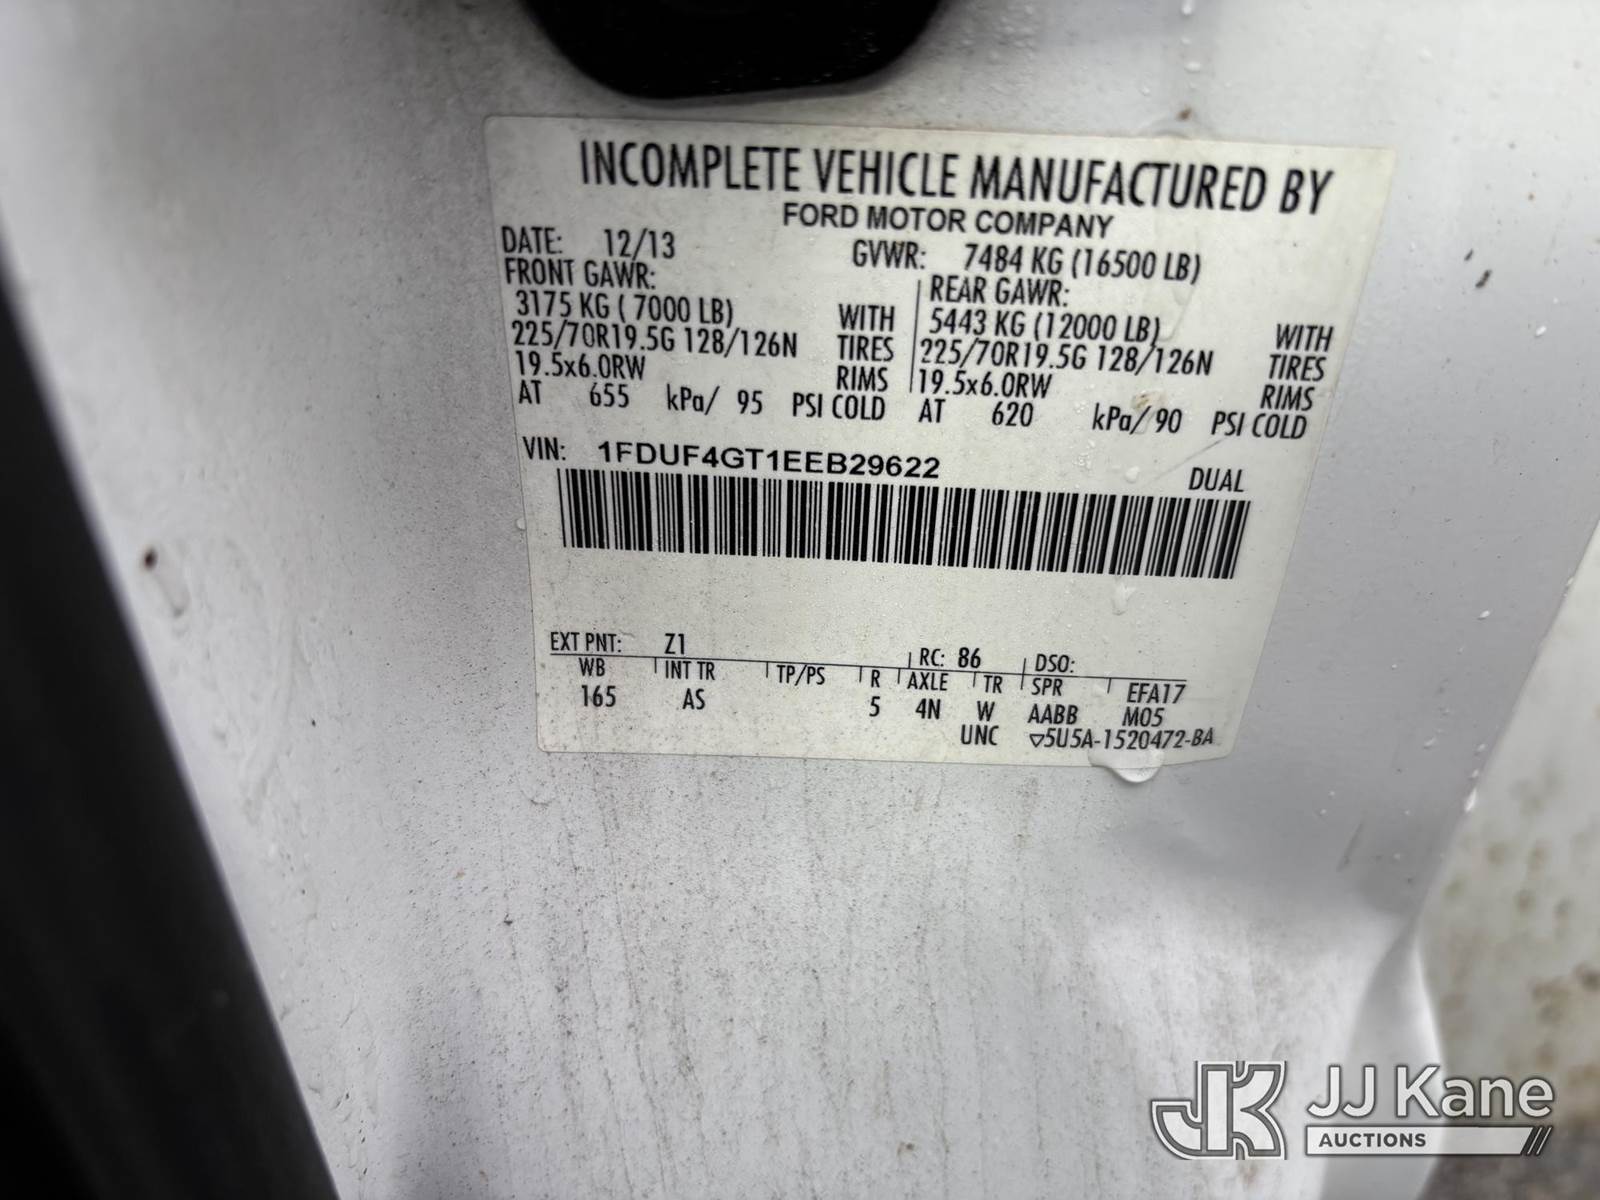 INCOMPLETE VEHICLE MANUFACTURED BY
FORD MOTOR COMPANY
DATE: 12/13 GVWR: 7484 KG (16500 LB)
FRONT GAWR: REAR GAWR:
3175 KG ( 7000 LB) WITH 5443 KG (12000 LB) WITH
225/70R19.5G 128/126N TIRES 225/70R19.5G 128/126N TIRES
19.5x6.0RW RIMS 19.5x6.0RW RIMS
AT 655 kPa/ 95 PSI COLD AT 620 kPa/ 90 PSI COLD
VIN: 1FDUF4GT1EEB29622 DUAL
EXT PNT: Z1 RC: 86 DSO:
WB INT TR TP/PS R AXLE TR SPR EFA17
165 AS 5 4N W AABB M05
UNC ▽5U5A-1520472-BA
JK JJ Kane
AUCTIONS